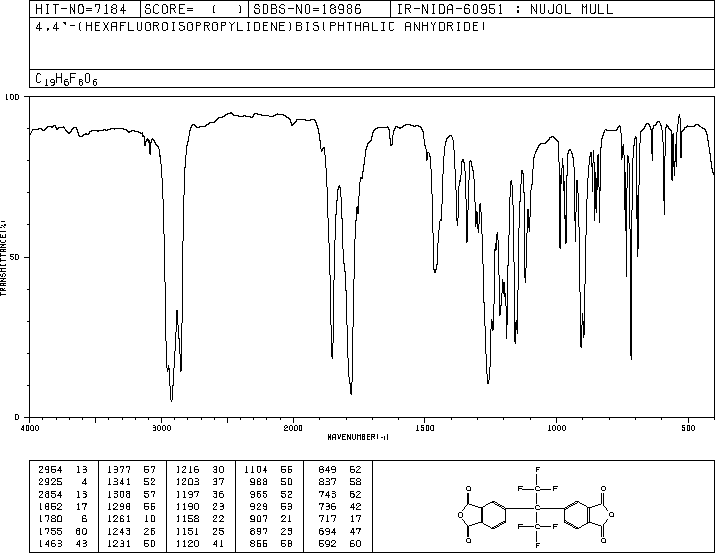 HIT-NO=7184 SCORE= ( ) SDBS-NO=18986 IR-NIDA-60951 : NUJOL MULL
4,4'-(HEXAFLUOROISOPROPYLIDENE)BIS(PHTHALIC ANHYDRIDE)
C19H6F6O6
100
50
0
TRANSMITTANCE(%)
4000 3000 2000 1500 1000 500
WAVENUMBER(-1)
2954 13 1377 57 1216 30 1104 55 849 62
2925 4 1341 52 1203 37 988 50 837 58
2854 13 1308 57 1197 36 965 52 743 62
1852 17 1298 55 1190 23 929 53 736 42
1780 6 1261 10 1158 22 907 21 717 17
1755 60 1243 26 1151 25 897 23 694 47
1463 43 1231 50 1120 41 866 68 592 60
F
F C F
O O
O C O
O O
F C F
F